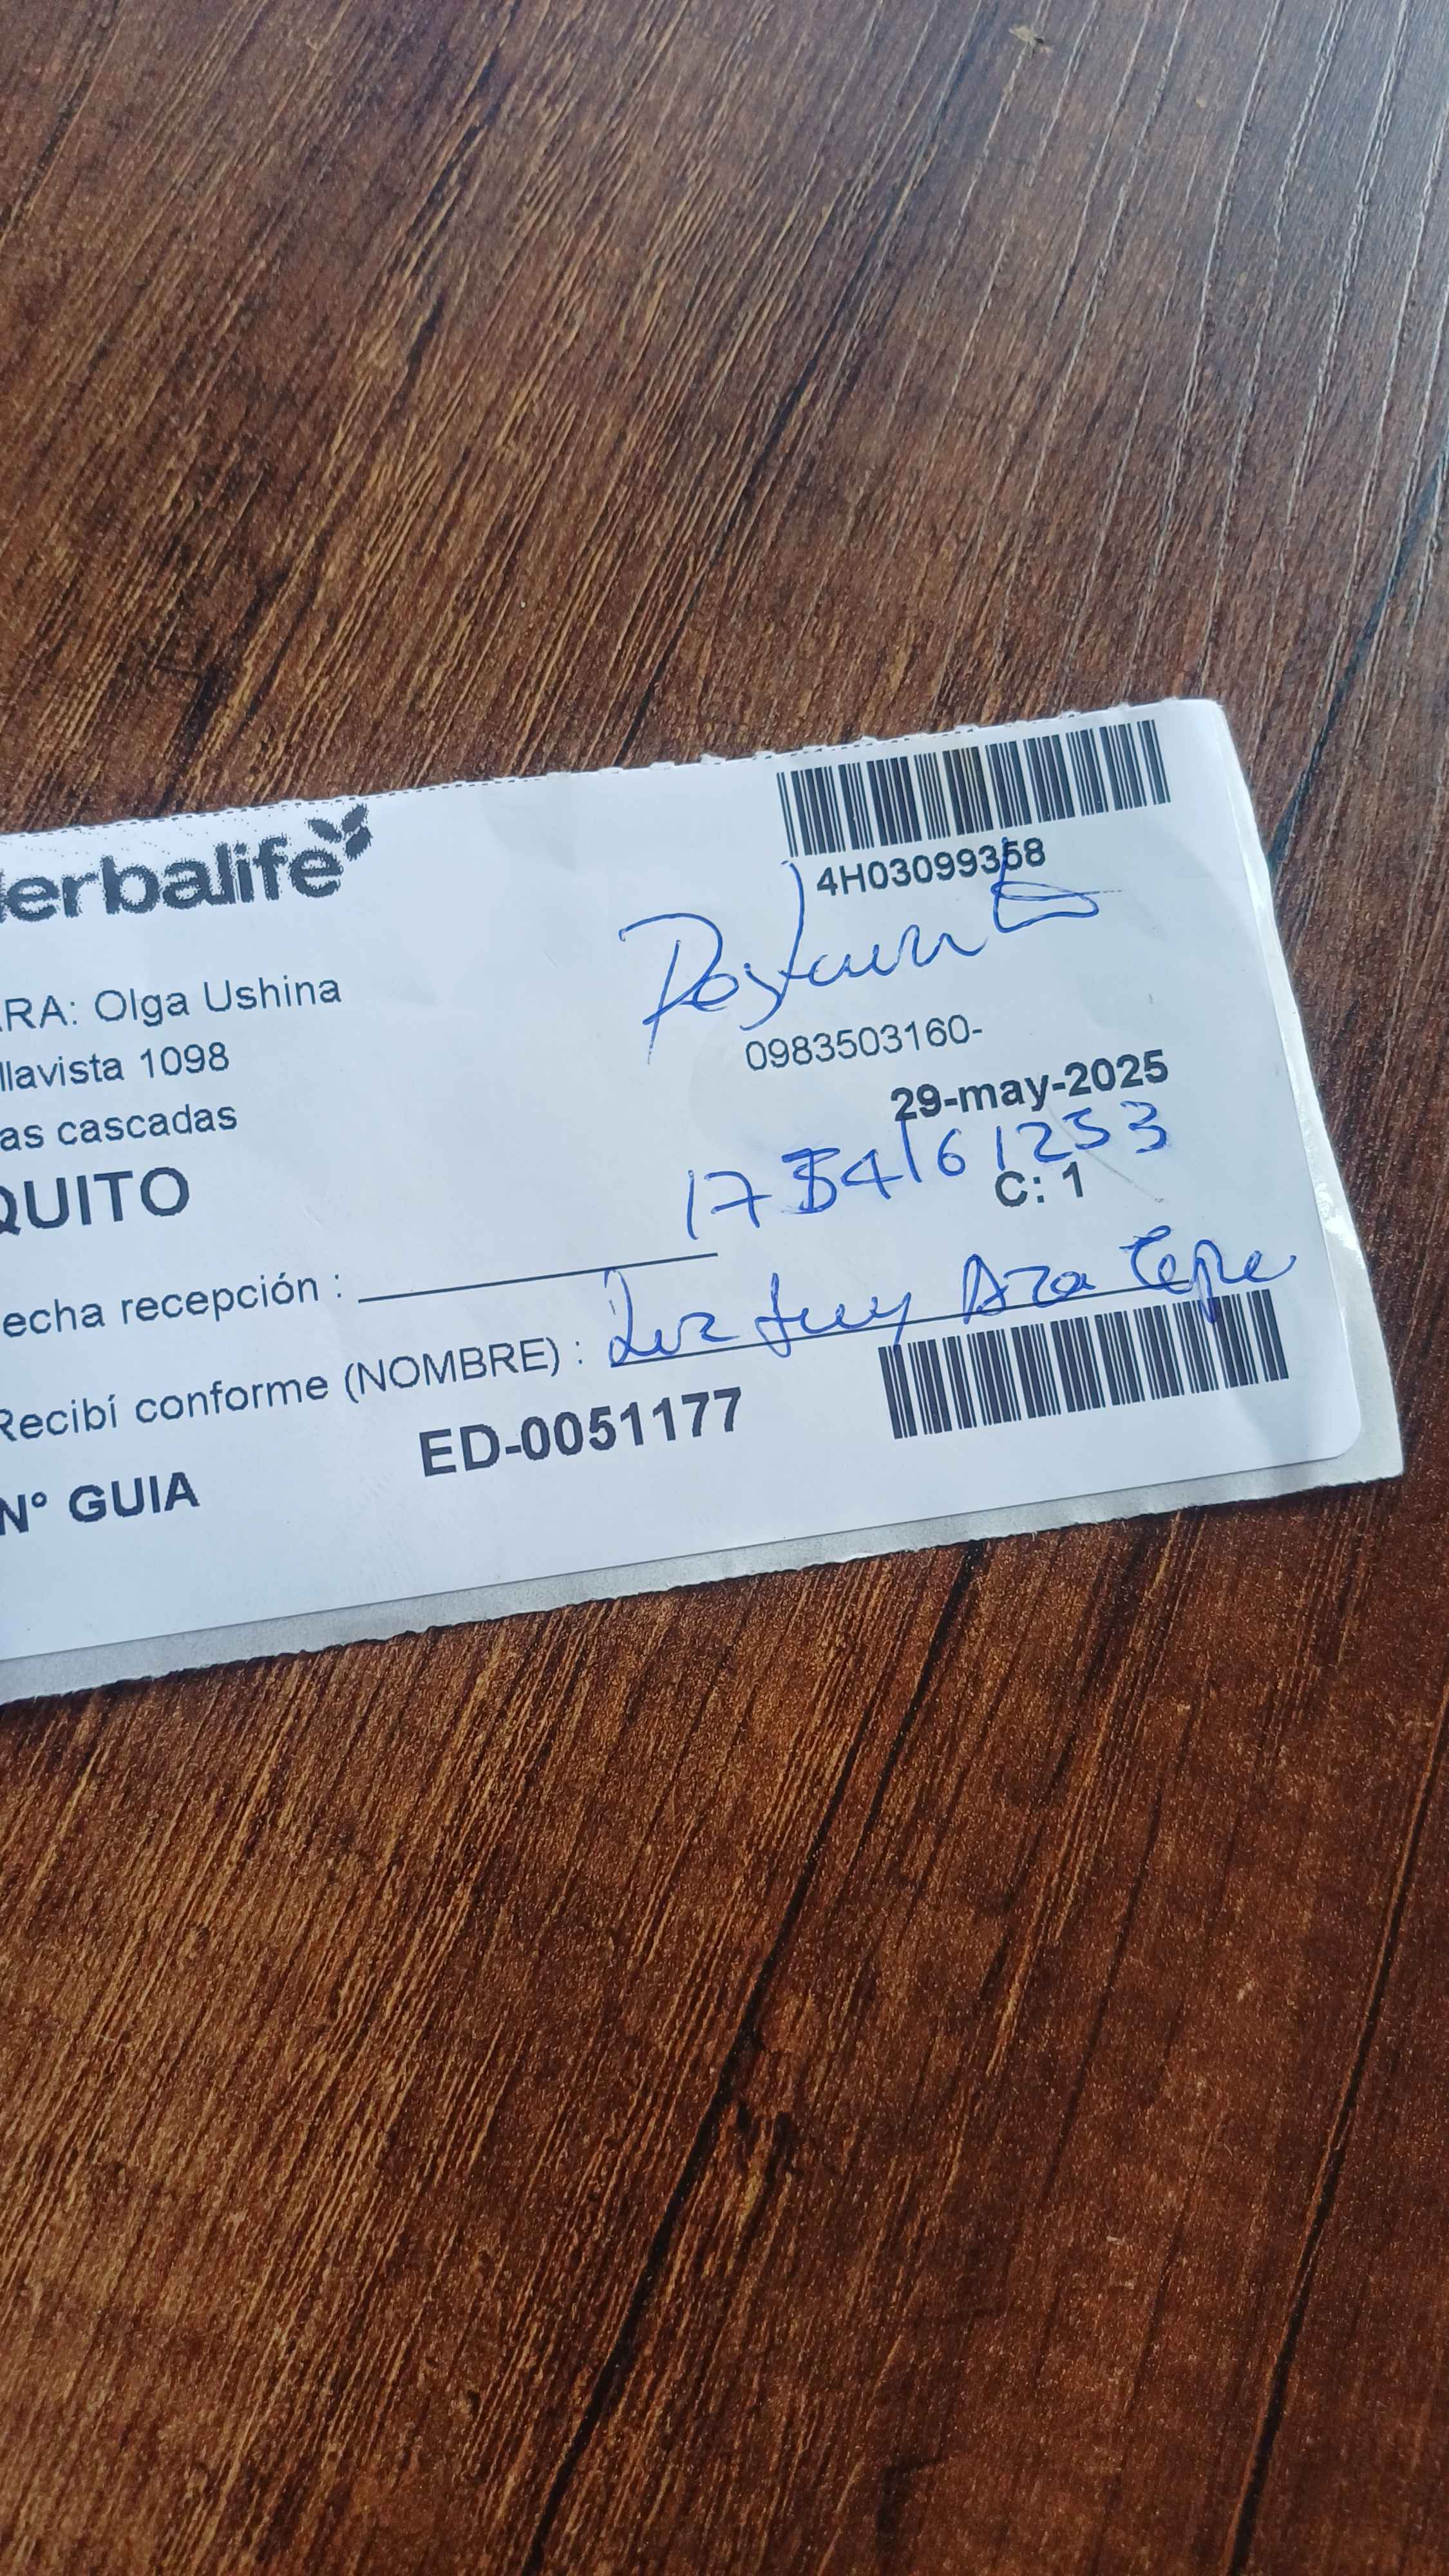 erbalife
4H03099358
RA: Olga Ushina
llavista 1098
0983503160-
as cascadas
29-may-2025
QUITO
C: 1
echa recepción :
Recibí conforme (NOMBRE) : Luz
N° GUIA ED-0051177